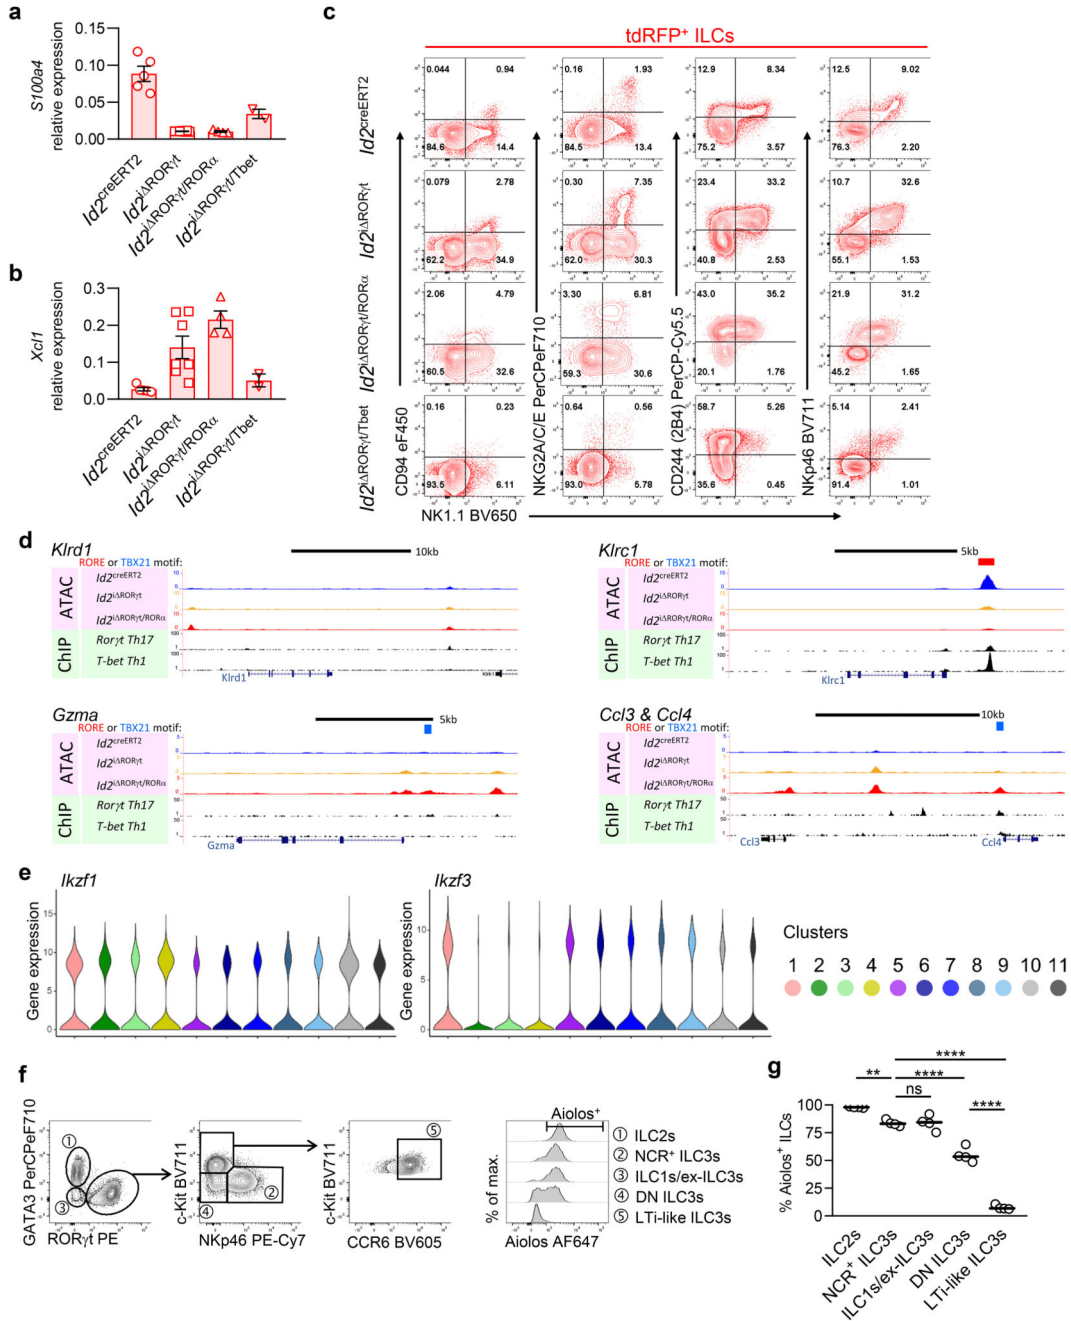 a
S100a4
relative expression
0.15
0.10
0.05
0.00
Id2creERT2
Id2iΔRORγt
Id2iΔRORγt/RORα
Id2iΔRORγt/Tbet
b
Xcl1
relative expression
0.3
0.2
0.1
0.0
Id2creERT2
Id2iΔRORγt
Id2iΔRORγt/RORα
Id2iΔRORγt/Tbet
c
tdRFP+ ILCs
Id2creERT2
0.044 0.94 84.6 14.4
0.16 1.93 84.5 13.4
12.9 8.34 75.2 3.57
12.5 9.02 76.3 2.20
Id2iΔRORγt
0.079 2.78 62.2 34.9
0.30 7.35 62.0 30.3
23.4 33.2 40.8 2.53
10.7 32.6 55.1 1.53
Id2iΔRORγt/RORα
2.06 4.79 60.5 32.6
3.30 6.81 59.3 30.6
43.0 35.2 20.1 1.76
21.9 31.2 45.2 1.65
Id2iΔRORγt/Tbet
0.16 0.23 93.5 6.11
0.64 0.56 93.0 5.78
58.7 5.26 35.6 0.45
5.14 2.41 91.4 1.01
CD94 eF450
NKG2A/C/E PerCPeF710
CD244 (2B4) PerCP-Cy5.5
NKp46 BV711
NK1.1 BV650
d
Klrd1
10kb
RORE or TBX21 motif:
ATAC
Id2creERT2
Id2iΔRORγt
Id2iΔRORγt/RORα
ChIP
Rorγt Th17
T-bet Th1
Klrd1
Klrk1
Klrc1
5kb
RORE or TBX21 motif:
ATAC
Id2creERT2
Id2iΔRORγt
Id2iΔRORγt/RORα
ChIP
Rorγt Th17
T-bet Th1
Klrc1
Gzma
5kb
RORE or TBX21 motif:
ATAC
Id2creERT2
Id2iΔRORγt
Id2iΔRORγt/RORα
ChIP
Rorγt Th17
T-bet Th1
Gzma
Ccl3 & Ccl4
10kb
RORE or TBX21 motif:
ATAC
Id2creERT2
Id2iΔRORγt
Id2iΔRORγt/RORα
ChIP
Rorγt Th17
T-bet Th1
Ccl3
Ccl4
e
Ikzf1
Gene expression
15
10
5
0
Ikzf3
Gene expression
10
5
0
Clusters
1 2 3 4 5 6 7 8 9 10 11
f
GATA3 PerCPeF710
① ③
RORγt PE
c-Kit BV711
② ④
NKp46 PE-Cy7
c-Kit BV711
⑤
CCR6 BV605
Aiolos+
% of max.
① ILC2s
② NCR+ ILC3s
③ ILC1s/ex-ILC3s
④ DN ILC3s
⑤ LTi-like ILC3s
Aiolos AF647
g
****
** ****
ns
****
% Aiolos+ ILCs
100
75
50
25
0
ILC2s
NCR+ ILC3s
ILC1s/ex-ILC3s
DN ILC3s
LTi-like ILC3s